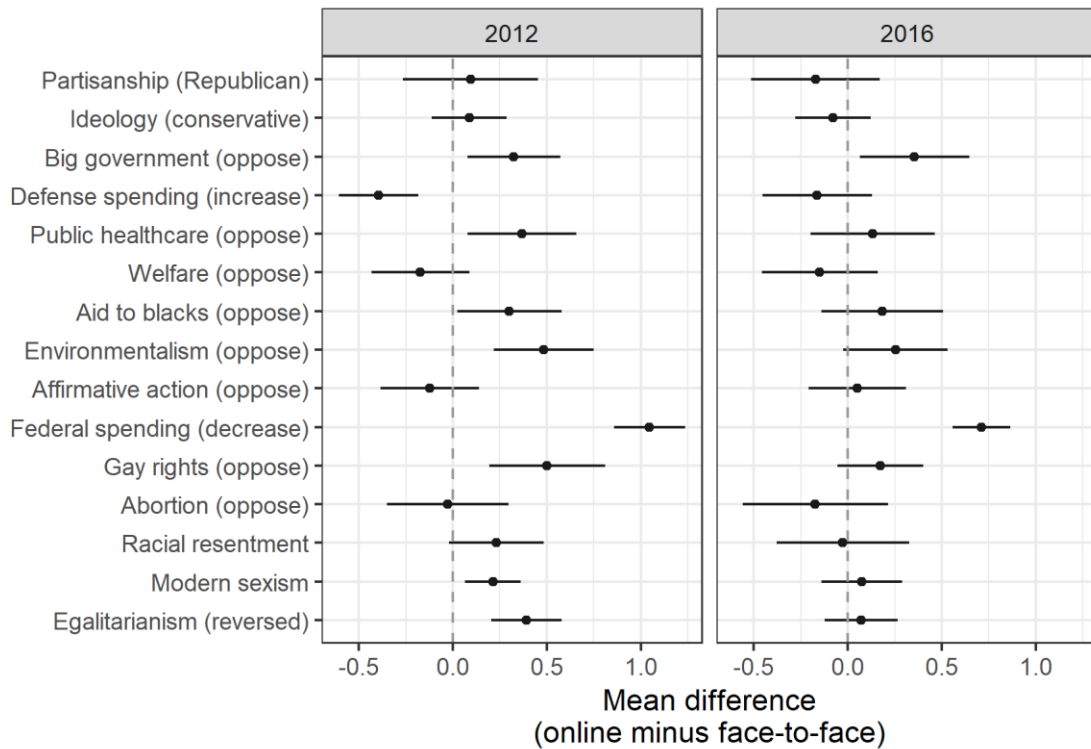 2012
2016
Partisanship (Republican)
Ideology (conservative)
Big government (oppose)
Defense spending (increase)
Public healthcare (oppose)
Welfare (oppose)
Aid to blacks (oppose)
Environmentalism (oppose)
Affirmative action (oppose)
Federal spending (decrease)
Gay rights (oppose)
Abortion (oppose)
Racial resentment
Modern sexism
Egalitarianism (reversed)
-0.5 0.0 0.5 1.0
-0.5 0.0 0.5 1.0
Mean difference
(online minus face-to-face)